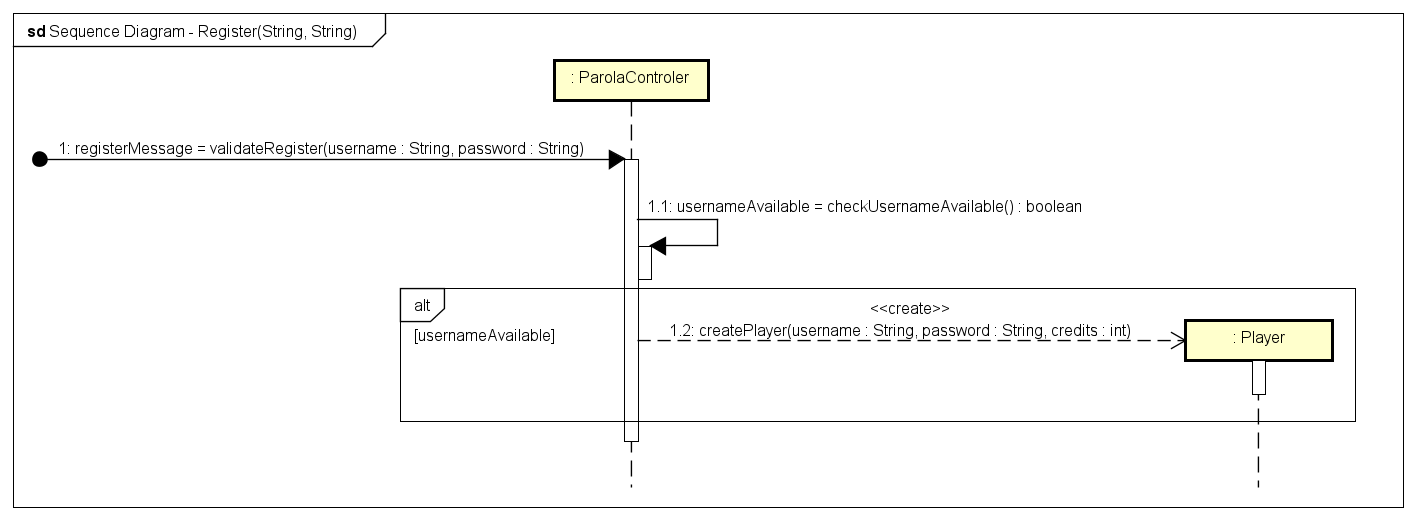 sd Sequence Diagram - Register(String, String)
: ParolaControler
1: registerMessage = validateRegister(username : String, password : String)
1.1: usernameAvailable = checkUsernameAvailable() : boolean
alt
<<create>>
[usernameAvailable]
1.2: createPlayer(username : String, password : String, credits : int)
: Player